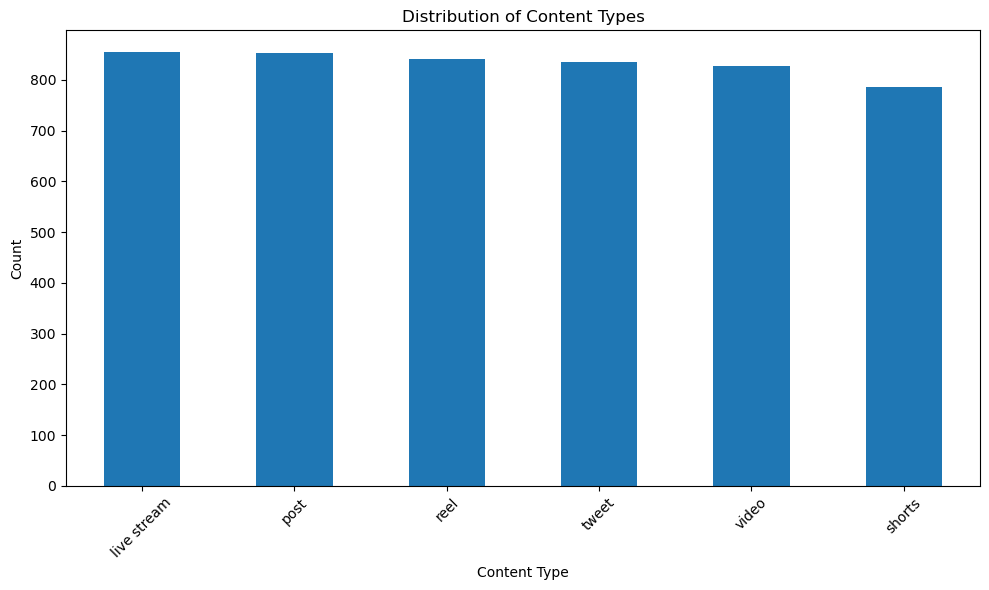 Distribution of Content Types
Count
800
700
600
500
400
300
200
100
0
live stream
post
reel
tweet
video
shorts
Content Type